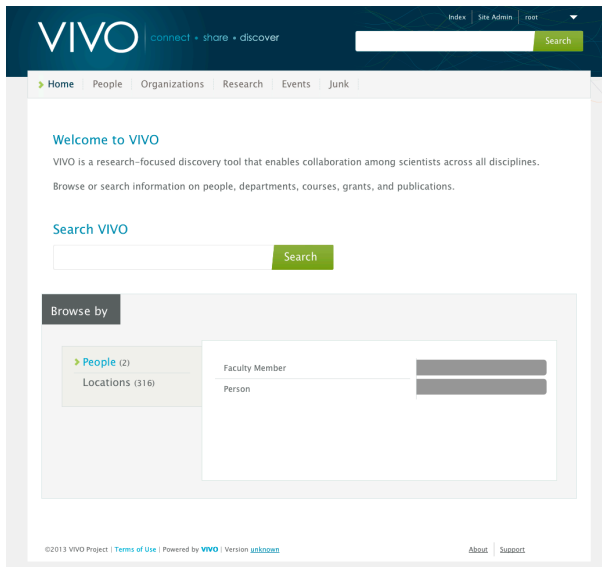 Index Site Admin root
VIVO connect • share • discover
Search
Home People Organizations Research Events Junk
Welcome to VIVO
VIVO is a research-focused discovery tool that enables collaboration among scientists across all disciplines.
Browse or search information on people, departments, courses, grants, and publications.
Search VIVO
Search
Browse by
People (2)
Locations (316)
Faculty Member
Person
©2013 VIVO Project | Terms of Use | Powered by VIVO | Version unknown
About Support